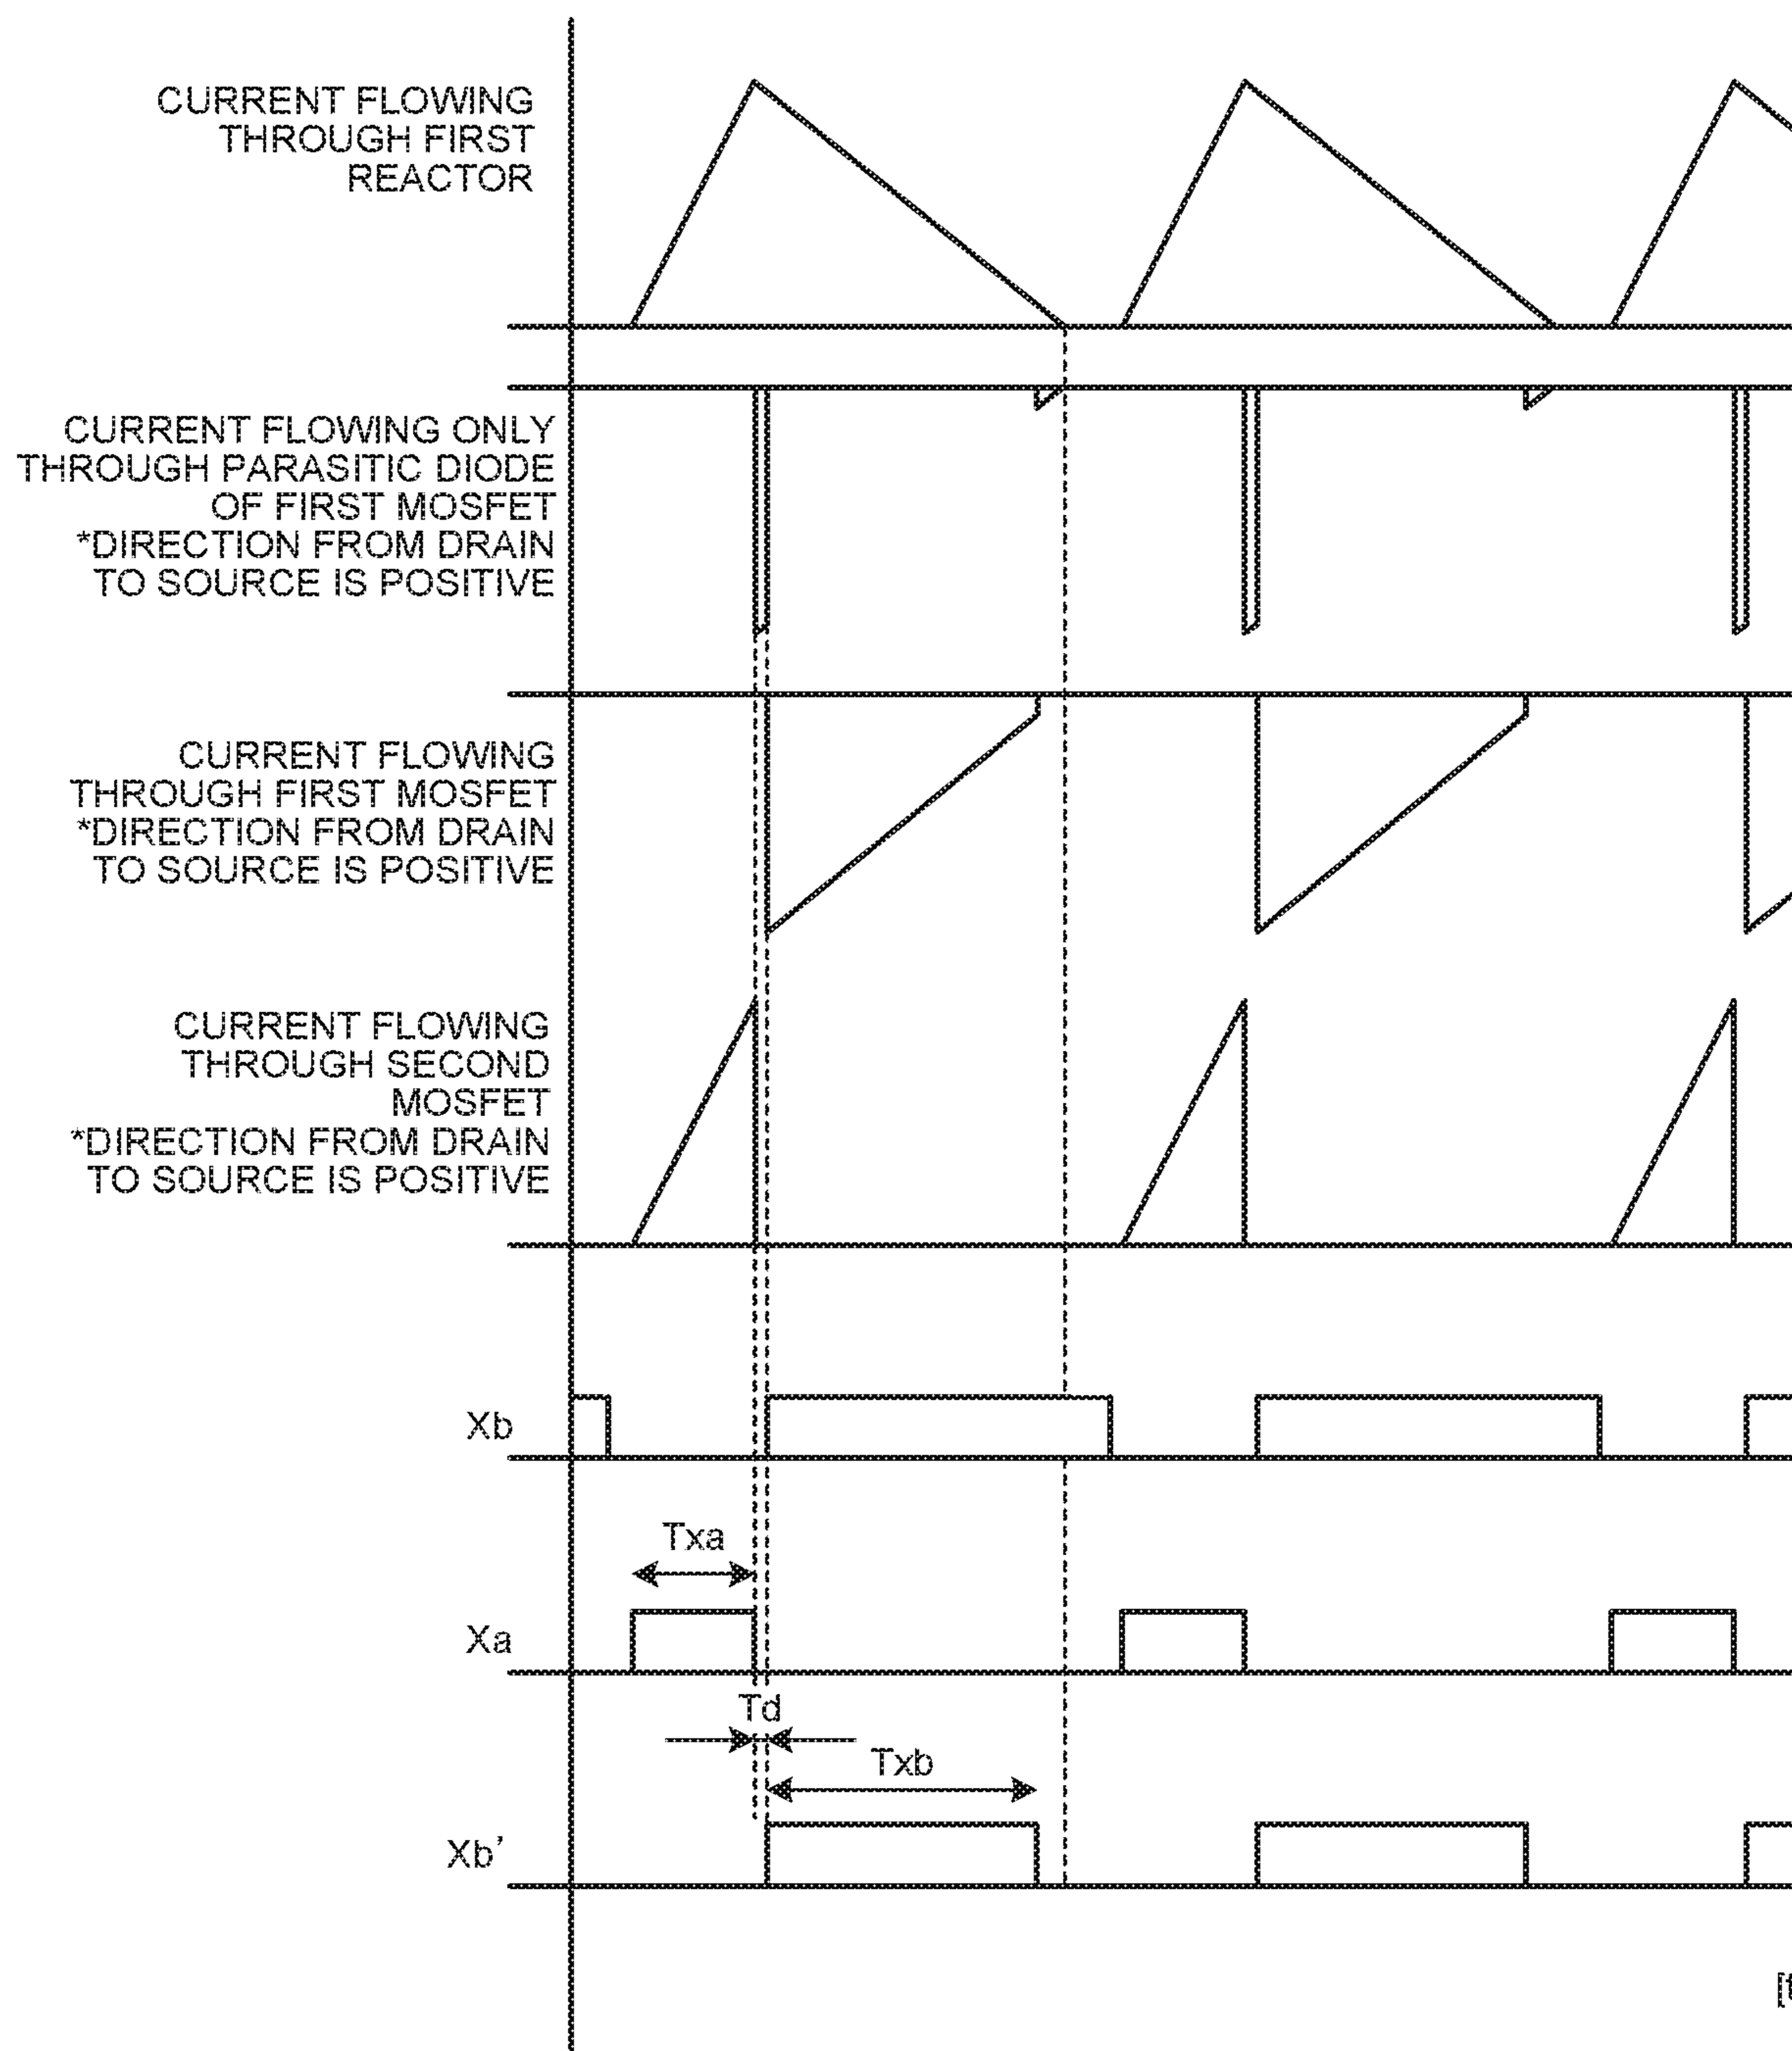 CURRENT FLOWING
THROUGH FIRST
REACTOR
CURRENT FLOWING ONLY
THROUGH PARASITIC DIODE
OF FIRST MOSFET
*DIRECTION FROM DRAIN
TO SOURCE IS POSITIVE
CURRENT FLOWING
THROUGH FIRST MOSFET
*DIRECTION FROM DRAIN
TO SOURCE IS POSITIVE
CURRENT FLOWING
THROUGH SECOND
MOSFET
*DIRECTION FROM DRAIN
TO SOURCE IS POSITIVE
Xb
Txa
Xa
Td
Txb
Xb’